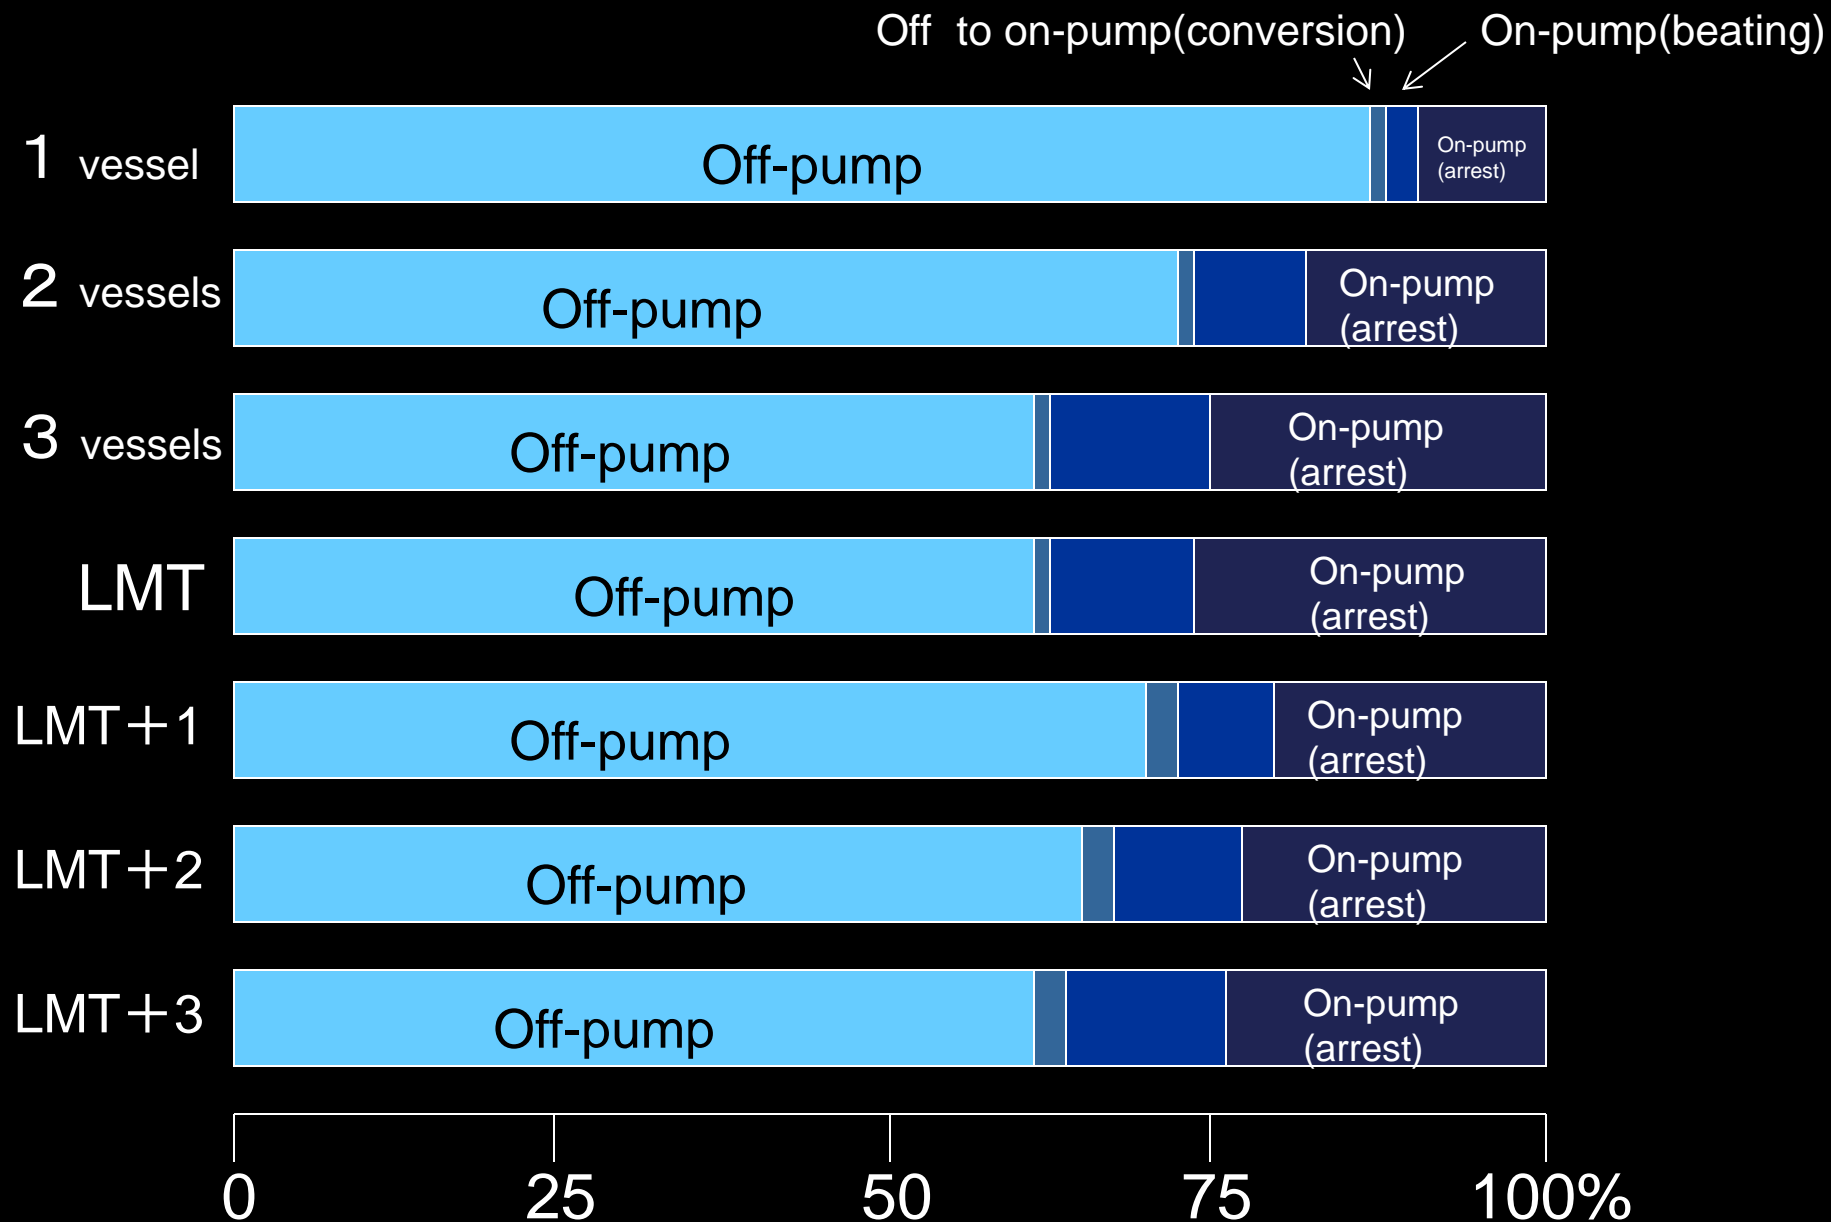 Off to on-pump(conversion) On-pump(beating)
1 vessel
Off-pump
On-pump
(arrest)
2 vessels
Off-pump
On-pump
(arrest)
3 vessels
Off-pump
On-pump
(arrest)
LMT
Off-pump
On-pump
(arrest)
LMT＋1
Off-pump
On-pump
(arrest)
LMT＋2
Off-pump
On-pump
(arrest)
LMT＋3
Off-pump
On-pump
(arrest)
0 25 50 75 100%